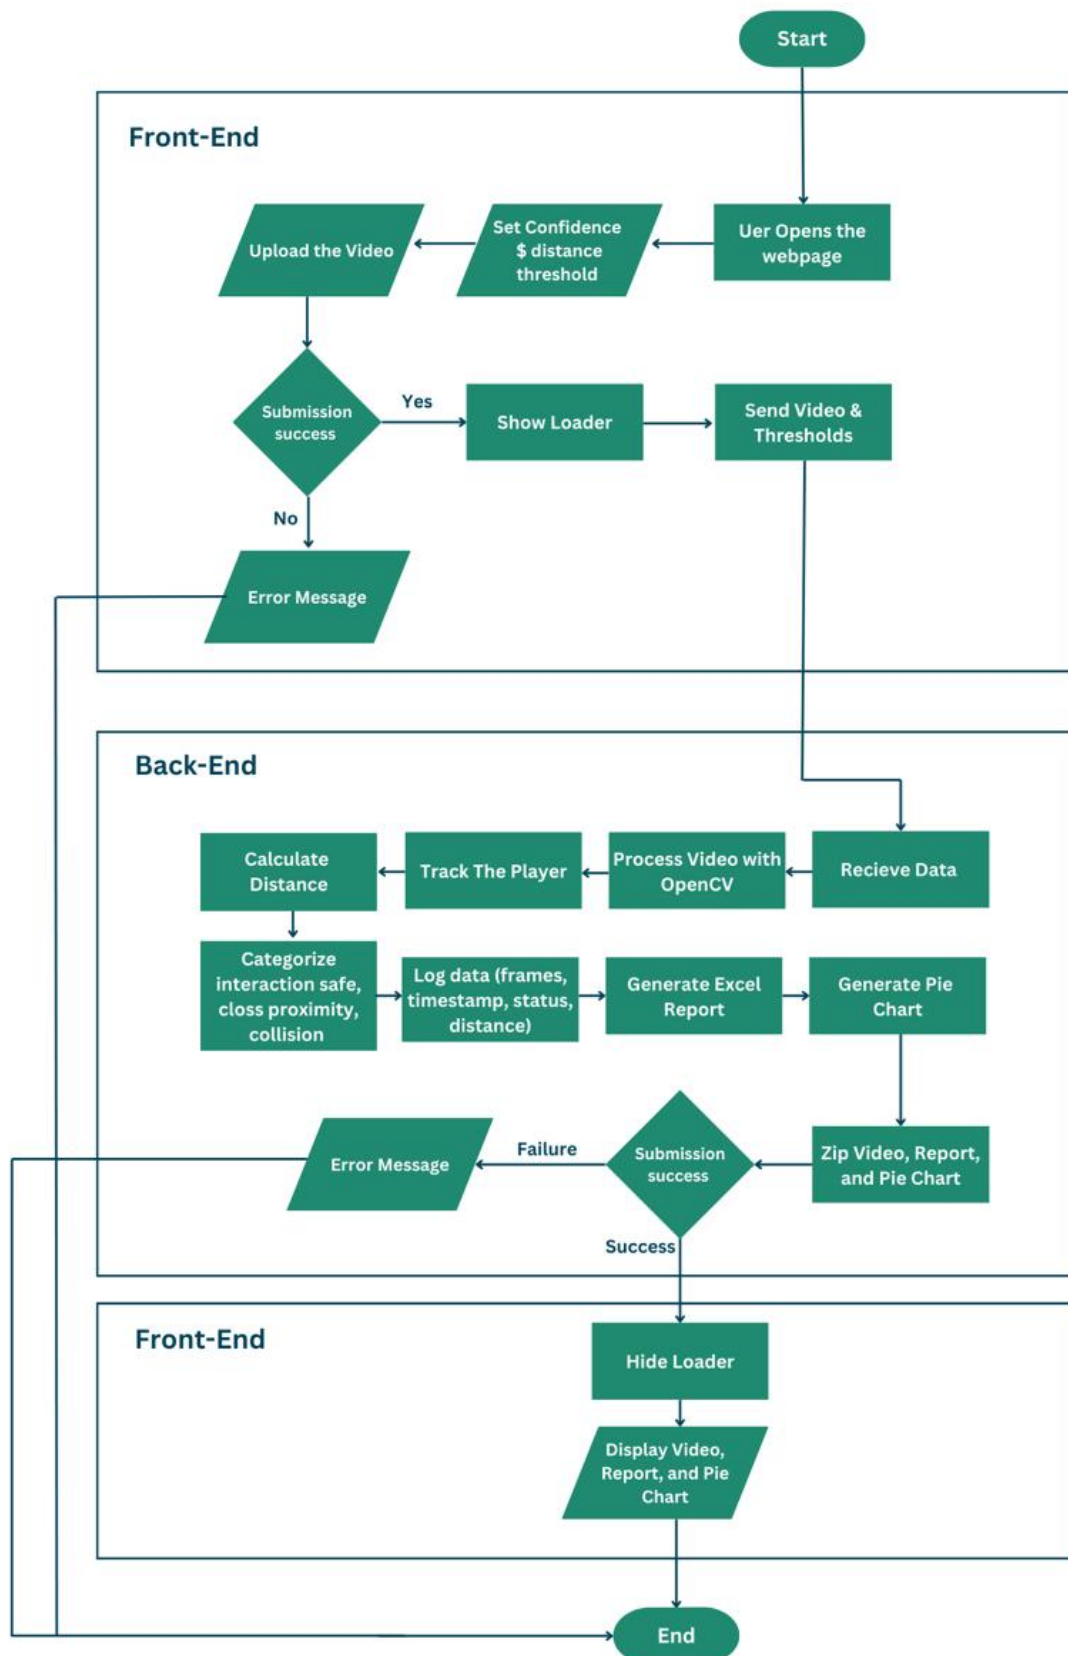 Start
Front-End
Uer Opens the
webpage
Set Confidence
$ distance
threshold
Upload the Video
Submission
success
Yes
Show Loader
Send Video &
Thresholds
No
Error Message
Back-End
Recieve Data
Process Video with
OpenCV
Track The Player
Calculate
Distance
Categorize
interaction safe,
closs proximity,
collision
Log data (frames,
timestamp, status,
distance)
Generate Excel
Report
Generate Pie
Chart
Zip Video, Report,
and Pie Chart
Submission
success
Failure
Error Message
Success
Front-End
Hide Loader
Display Video,
Report, and Pie
Chart
End